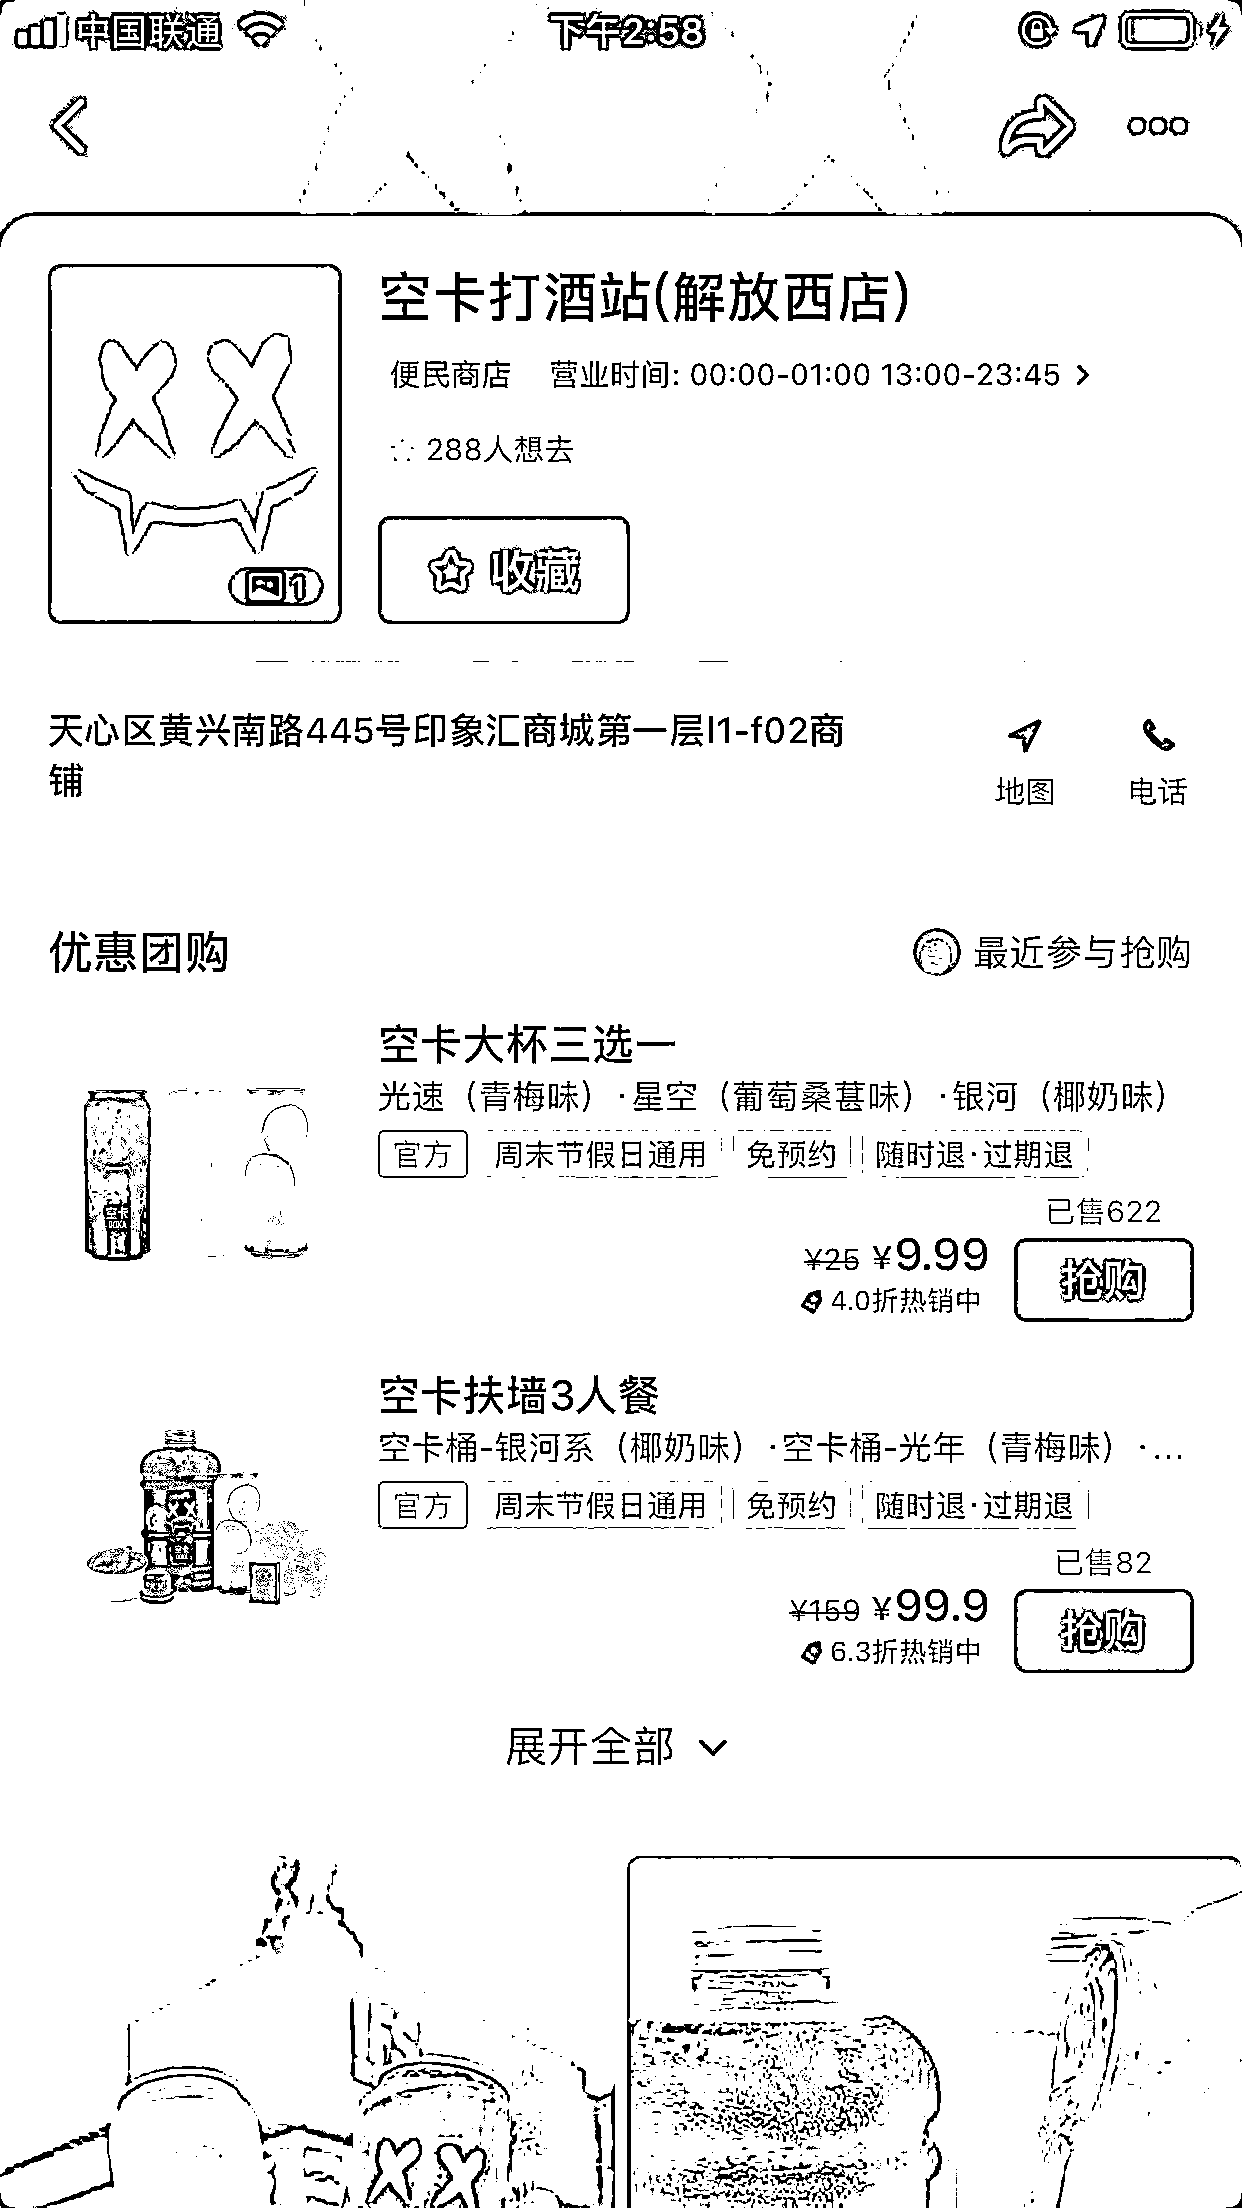 中国联通 下午2:58
空卡打酒站(解放西店)
便民商店 营业时间: 00:00-01:00 13:00-23:45
288人想去
1
收藏
天心区黄兴南路445号印象汇商城第一层l1-f02商
铺
地图 电话
优惠团购 最近参与抢购
空卡大杯三选一
光速（青梅味）·星空（葡萄桑葚味）·银河（椰奶味）
官方 周末节假日通用 免预约 随时退·过期退
已售622
¥25 ¥9.99 抢购
4.0折热销中
空卡
空卡扶墙3人餐
空卡桶-银河系（椰奶味）·空卡桶-光年（青梅味）·...
官方 周末节假日通用 免预约 随时退·过期退
已售82
¥159 ¥99.9 抢购
6.3折热销中
展开全部